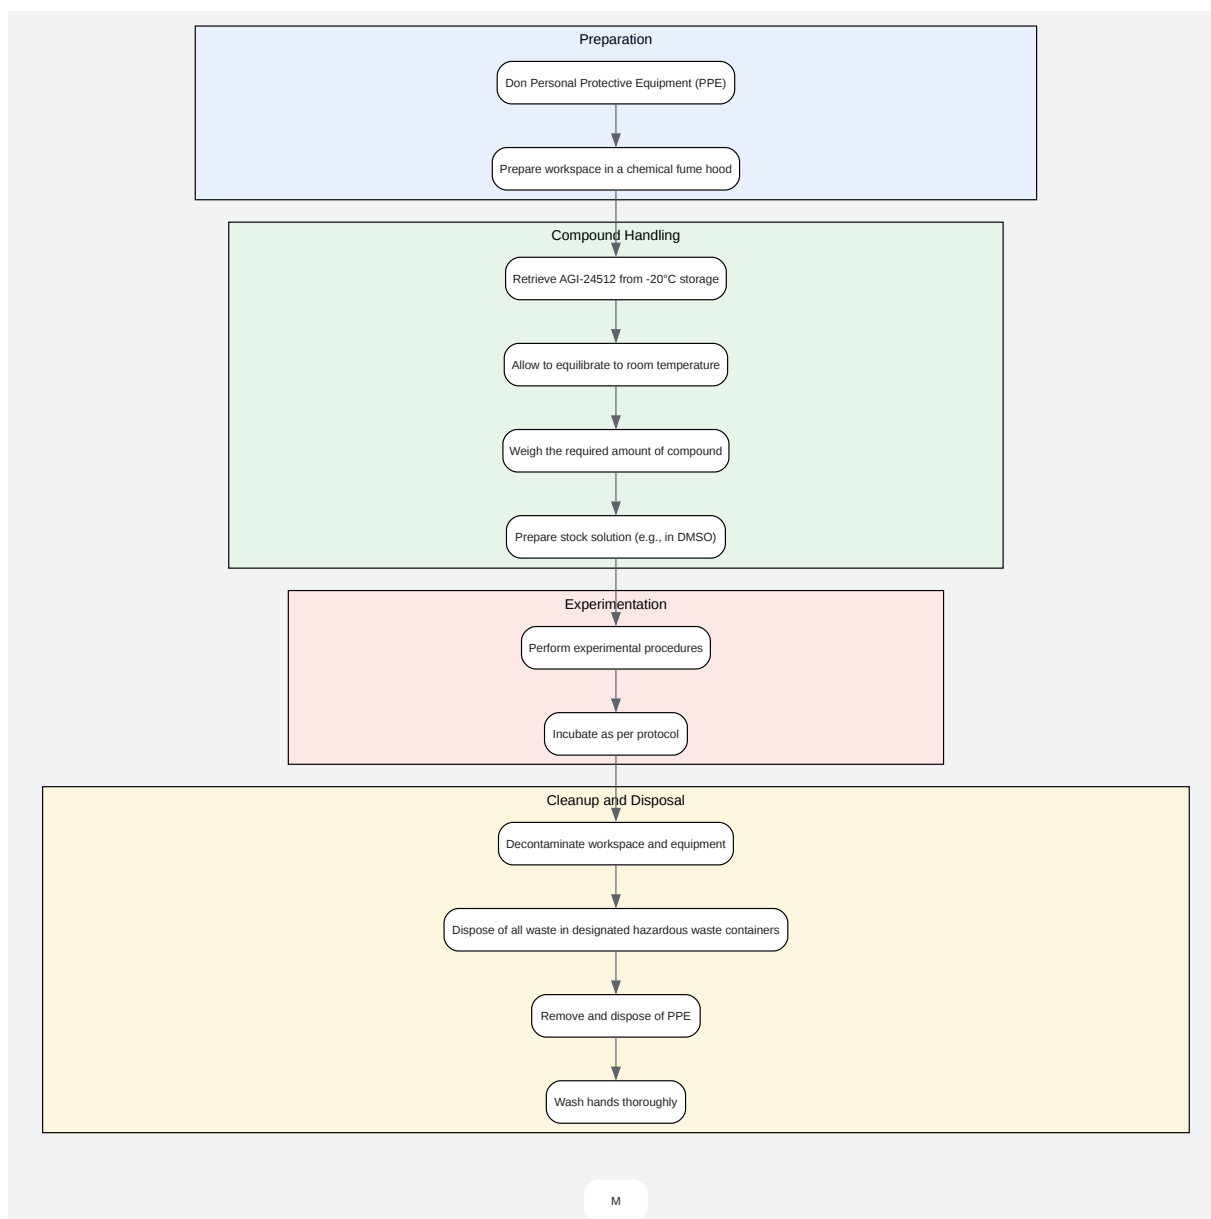 Preparation
Don Personal Protective Equipment (PPE)
Prepare workspace in a chemical fume hood
Compound Handling
Retrieve AGI-24512 from -20°C storage
Allow to equilibrate to room temperature
Weigh the required amount of compound
Prepare stock solution (e.g., in DMSO)
Experimentation
Perform experimental procedures
Incubate as per protocol
Cleanup and Disposal
Decontaminate workspace and equipment
Dispose of all waste in designated hazardous waste containers
Remove and dispose of PPE
Wash hands thoroughly
M